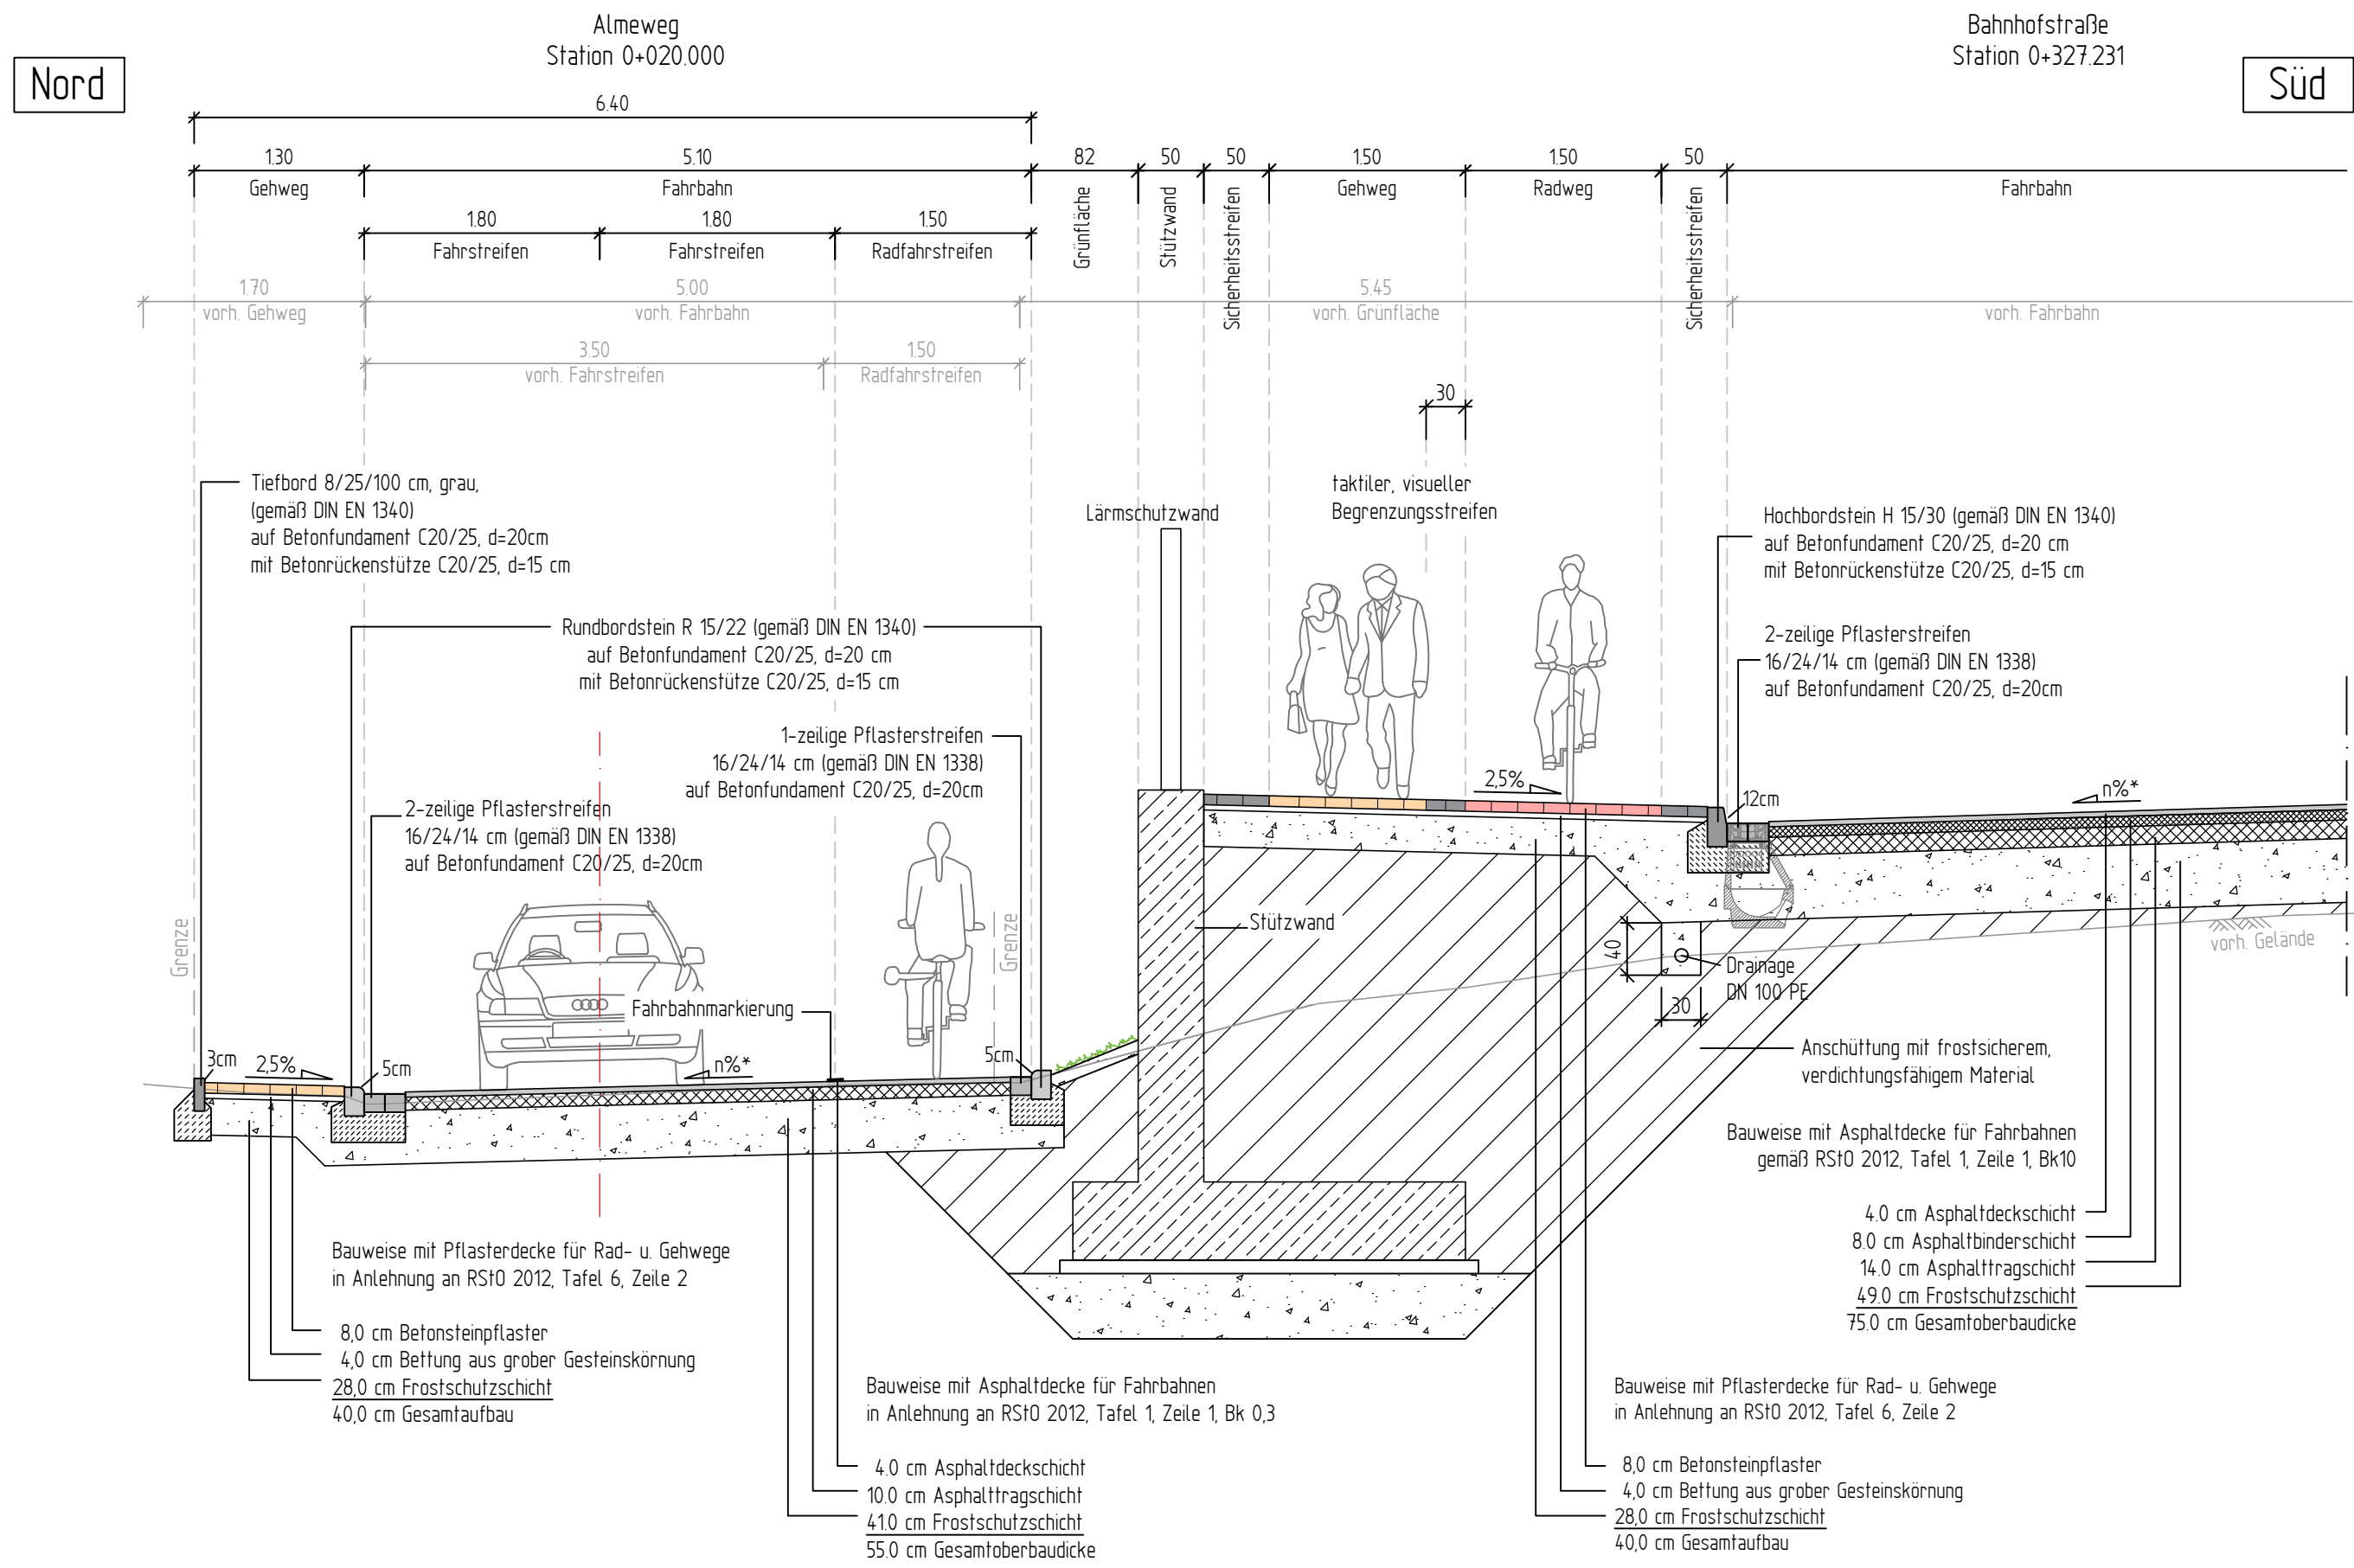 Almeweg
Station 0+020.000
Bahnhofstraße
Station 0+327.231
Nord
Süd
6.40
1.30
5.10
82
50
50
1.50
1.50
50
Gehweg
Fahrbahn
Grünfläche
Stützwand
Sicherheitsstreifen
Gehweg
Radweg
Sicherheitsstreifen
Fahrbahn
1.80
1.80
1.50
Fahrstreifen
Fahrstreifen
Radfahrstreifen
1.70
5.00
5.45
vorh. Gehweg
vorh. Fahrbahn
vorh. Grünfläche
vorh. Fahrbahn
3.50
1.50
vorh. Fahrstreifen
Radfahrstreifen
30
Tiefbord 8/25/100 cm, grau,
(gemäß DIN EN 1340)
auf Betonfundament C20/25, d=20cm
mit Betonrückenstütze C20/25, d=15 cm
Lärmschutzwand
taktiler, visueller
Begrenzungsstreifen
Hochbordstein H 15/30 (gemäß DIN EN 1340)
auf Betonfundament C20/25, d=20 cm
mit Betonrückenstütze C20/25, d=15 cm
Rundbordstein R 15/22 (gemäß DIN EN 1340)
auf Betonfundament C20/25, d=20 cm
mit Betonrückenstütze C20/25, d=15 cm
2-zeilige Pflasterstreifen
16/24/14 cm (gemäß DIN EN 1338)
auf Betonfundament C20/25, d=20cm
1-zeilige Pflasterstreifen
16/24/14 cm (gemäß DIN EN 1338)
auf Betonfundament C20/25, d=20cm
2-zeilige Pflasterstreifen
16/24/14 cm (gemäß DIN EN 1338)
auf Betonfundament C20/25, d=20cm
2,5%
12cm
n%*
Grenze
Grenze
Stützwand
40
vorh. Gelände
Drainage
DN 100 PE
30
Fahrbahnmarkierung
3cm
2,5%
5cm
n%*
5cm
Anschüttung mit frostsicherem,
verdichtungsfähigem Material
Bauweise mit Asphaltdecke für Fahrbahnen
gemäß RStO 2012, Tafel 1, Zeile 1, Bk10
4.0 cm Asphaltdeckschicht
8.0 cm Asphaltbinderschicht
14.0 cm Asphalttragschicht
49.0 cm Frostschutzschicht
75.0 cm Gesamtoberbaudicke
Bauweise mit Pflasterdecke für Rad- u. Gehwege
in Anlehnung an RStO 2012, Tafel 6, Zeile 2
8,0 cm Betonsteinpflaster
4,0 cm Bettung aus grober Gesteinskörnung
28,0 cm Frostschutzschicht
40,0 cm Gesamtaufbau
Bauweise mit Asphaltdecke für Fahrbahnen
in Anlehnung an RStO 2012, Tafel 1, Zeile 1, Bk 0,3
4.0 cm Asphaltdeckschicht
10.0 cm Asphalttragschicht
41.0 cm Frostschutzschicht
55.0 cm Gesamtoberbaudicke
Bauweise mit Pflasterdecke für Rad- u. Gehwege
in Anlehnung an RStO 2012, Tafel 6, Zeile 2
8,0 cm Betonsteinpflaster
4,0 cm Bettung aus grober Gesteinskörnung
28,0 cm Frostschutzschicht
40,0 cm Gesamtaufbau